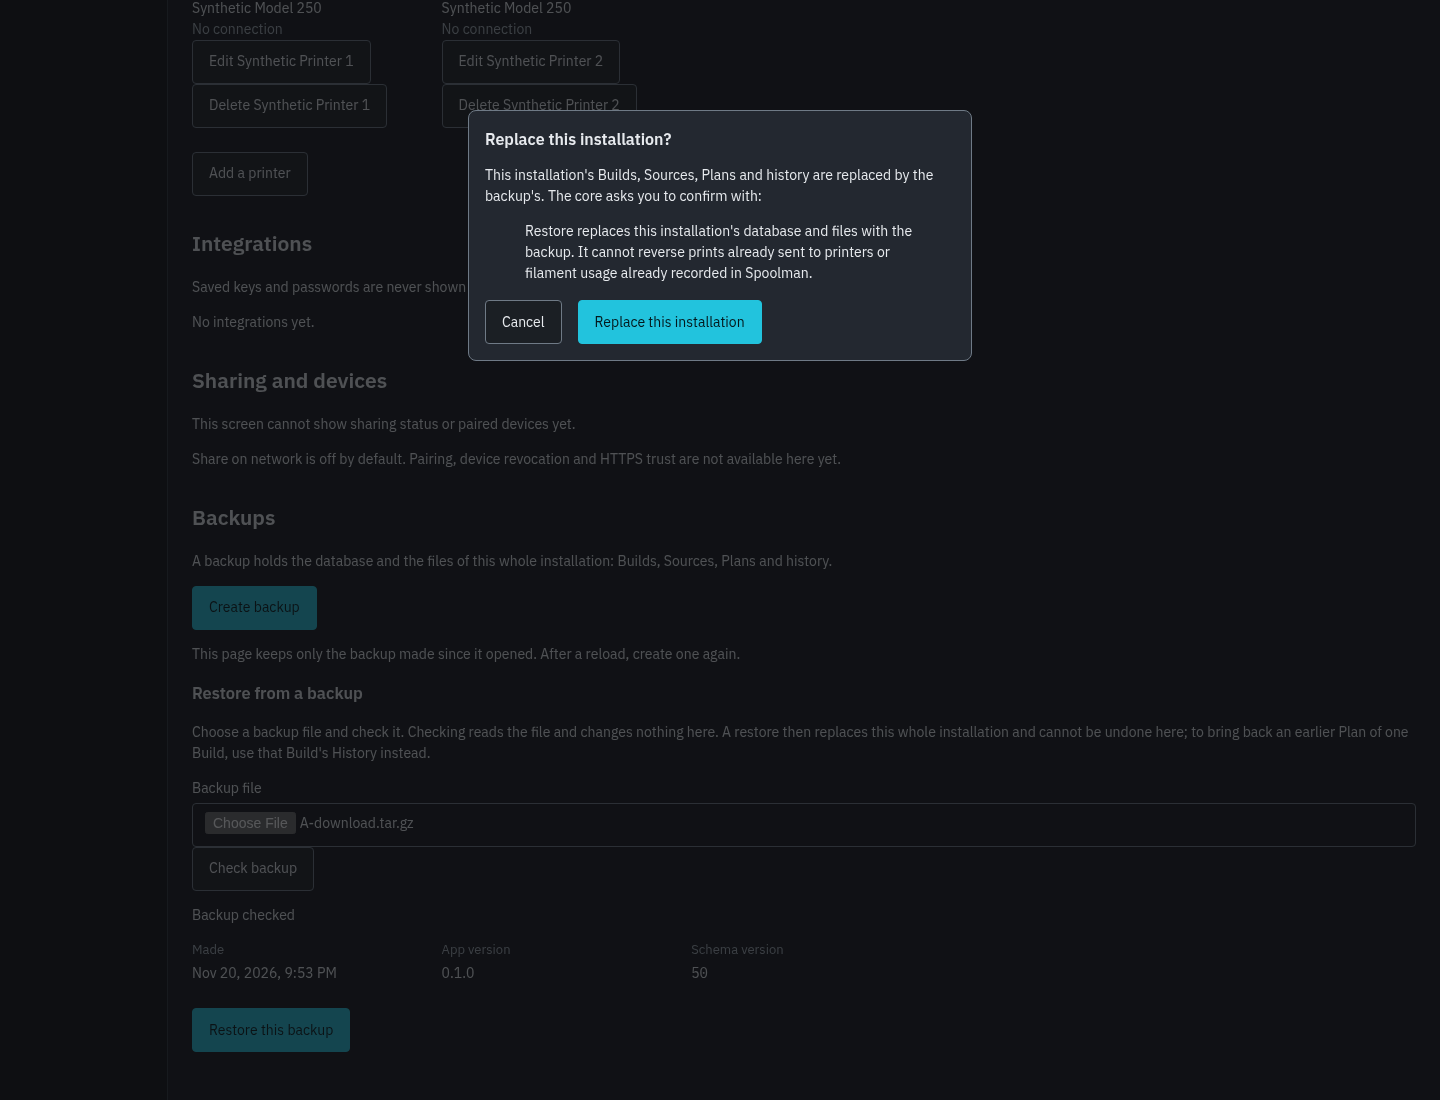 Synthetic Model 250
Synthetic Model 250
No connection
No connection
Edit Synthetic Printer 1
Edit Synthetic Printer 2
Delete Synthetic Printer 1
Delete Synthetic Printer 2
Add a printer
Replace this installation?
This installation's Builds, Sources, Plans and history are replaced by the
backup's. The core asks you to confirm with:
Restore replaces this installation's database and files with the
backup. It cannot reverse prints already sent to printers or
filament usage already recorded in Spoolman.
Cancel
Replace this installation
Integrations
Saved keys and passwords are never shown
No integrations yet.
Sharing and devices
This screen cannot show sharing status or paired devices yet.
Share on network is off by default. Pairing, device revocation and HTTPS trust are not available here yet.
Backups
A backup holds the database and the files of this whole installation: Builds, Sources, Plans and history.
Create backup
This page keeps only the backup made since it opened. After a reload, create one again.
Restore from a backup
Choose a backup file and check it. Checking reads the file and changes nothing here. A restore then replaces this whole installation and cannot be undone here; to bring back an earlier Plan of one
Build, use that Build's History instead.
Backup file
Choose File A-download.tar.gz
Check backup
Backup checked
Made
App version
Schema version
Nov 20, 2026, 9:53 PM
0.1.0
50
Restore this backup